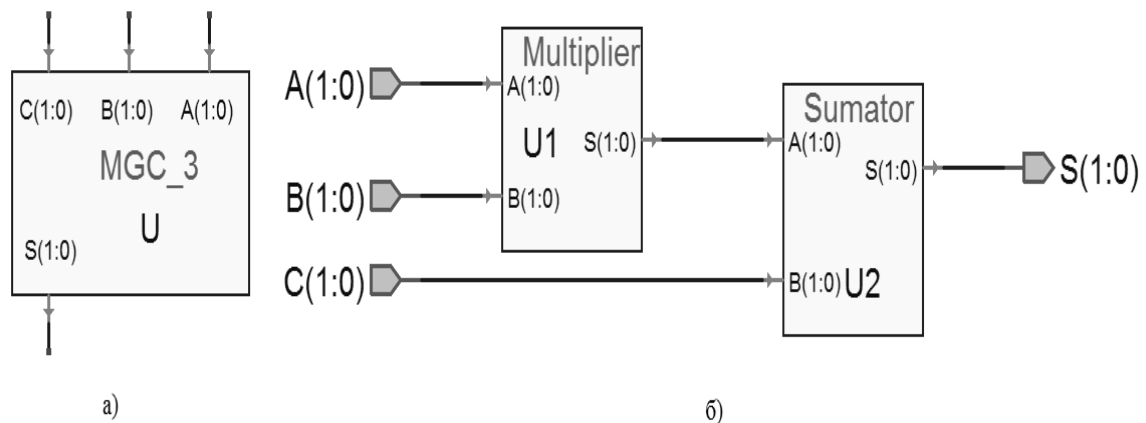 C(1:0) B(1:0) A(1:0)
MGC_3
U
S(1:0)
а)
A(1:0)
B(1:0)
C(1:0)
Multiplier
A(1:0)
U1
S(1:0)
B(1:0)
Sumator
A(1:0)
S(1:0)
B(1:0) U2
S(1:0)
б)